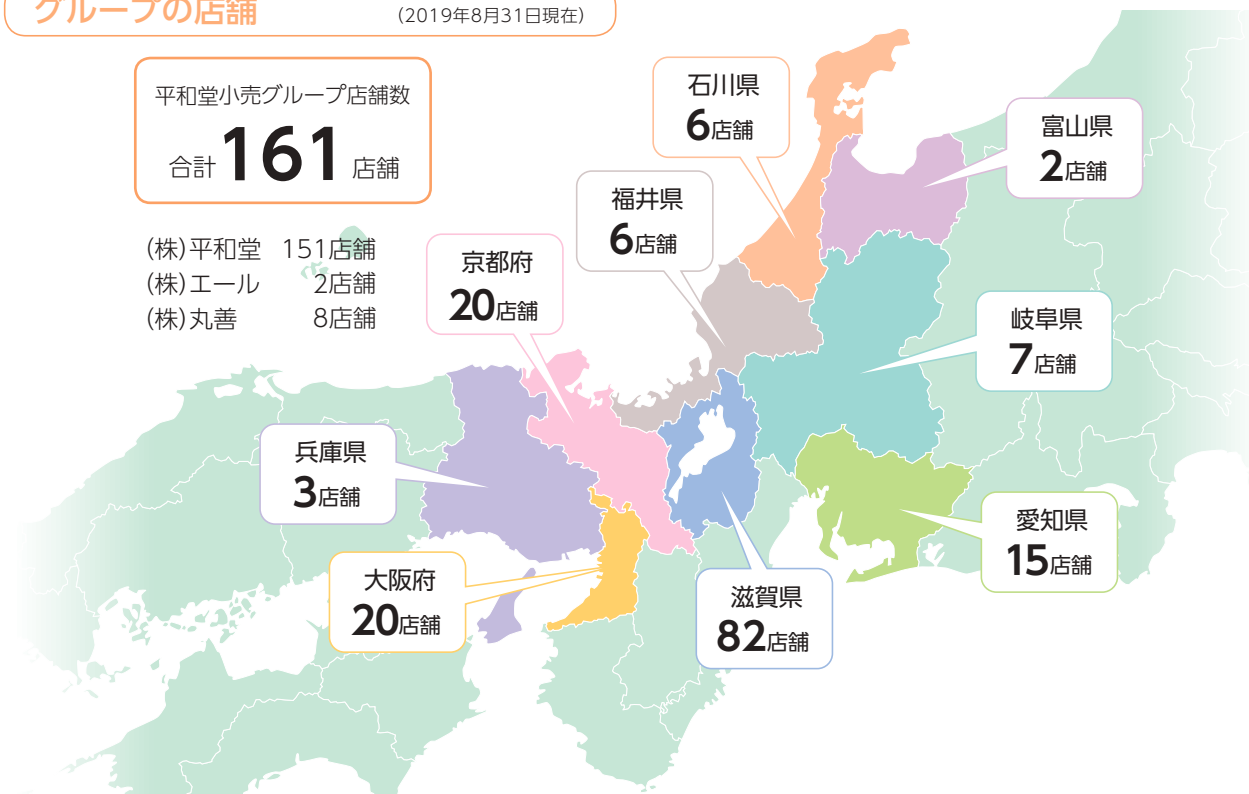 グループの店舗
(2019年8月31日現在)
平和堂小売グループ店舗数
合計 161 店舗
(株)平和堂 151店舗
(株)エール 2店舗
(株)丸善 8店舗
石川県
6店舗
富山県
2店舗
福井県
6店舗
京都府
20店舗
岐阜県
7店舗
兵庫県
3店舗
愛知県
15店舗
大阪府
20店舗
滋賀県
82店舗